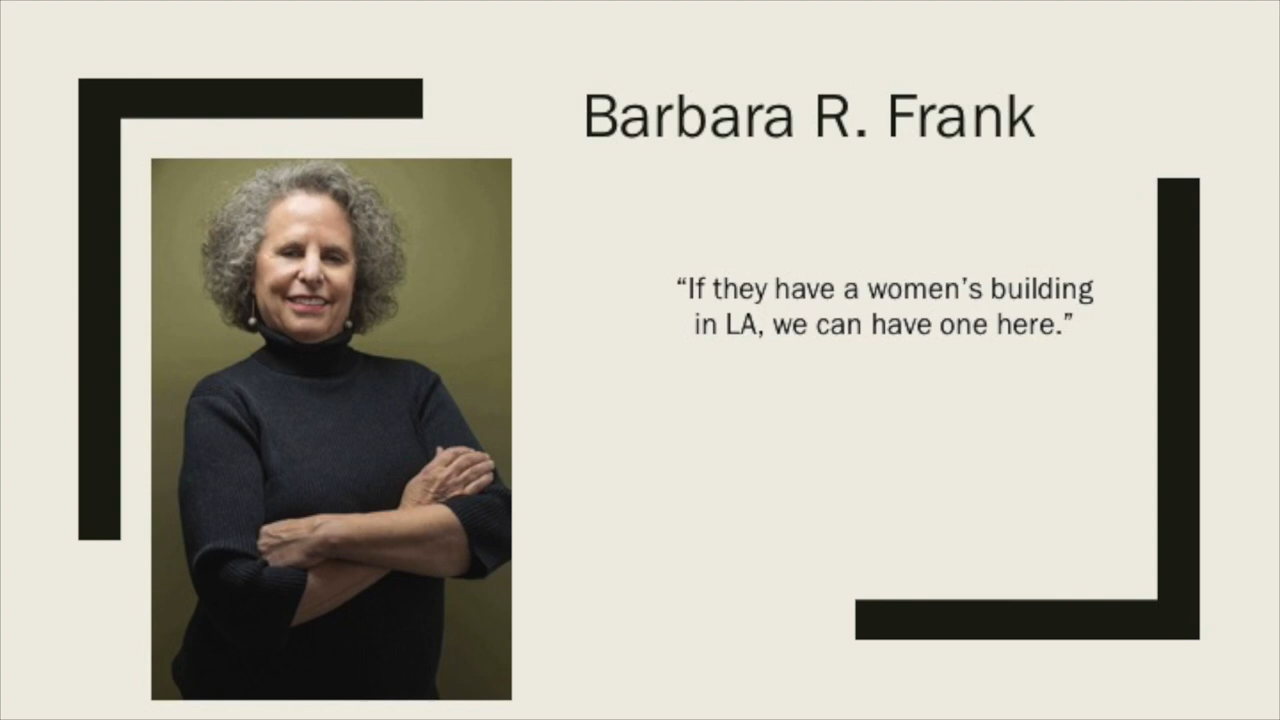 Barbara R. Frank
“If they have a women’s building
in LA, we can have one here.”